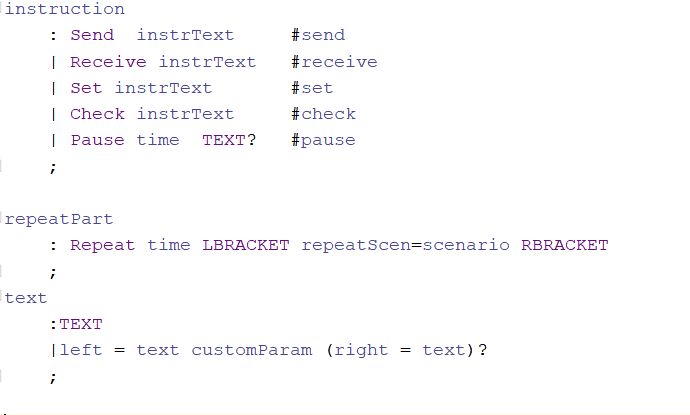 instruction
: Send instrText #send
| Receive instrText #receive
| Set instrText #set
| Check instrText #check
| Pause time TEXT? #pause
;
repeatPart
: Repeat time LBRACKET repeatScen=scenario RBRACKET
;
text
:TEXT
|left = text customParam (right = text)?
;